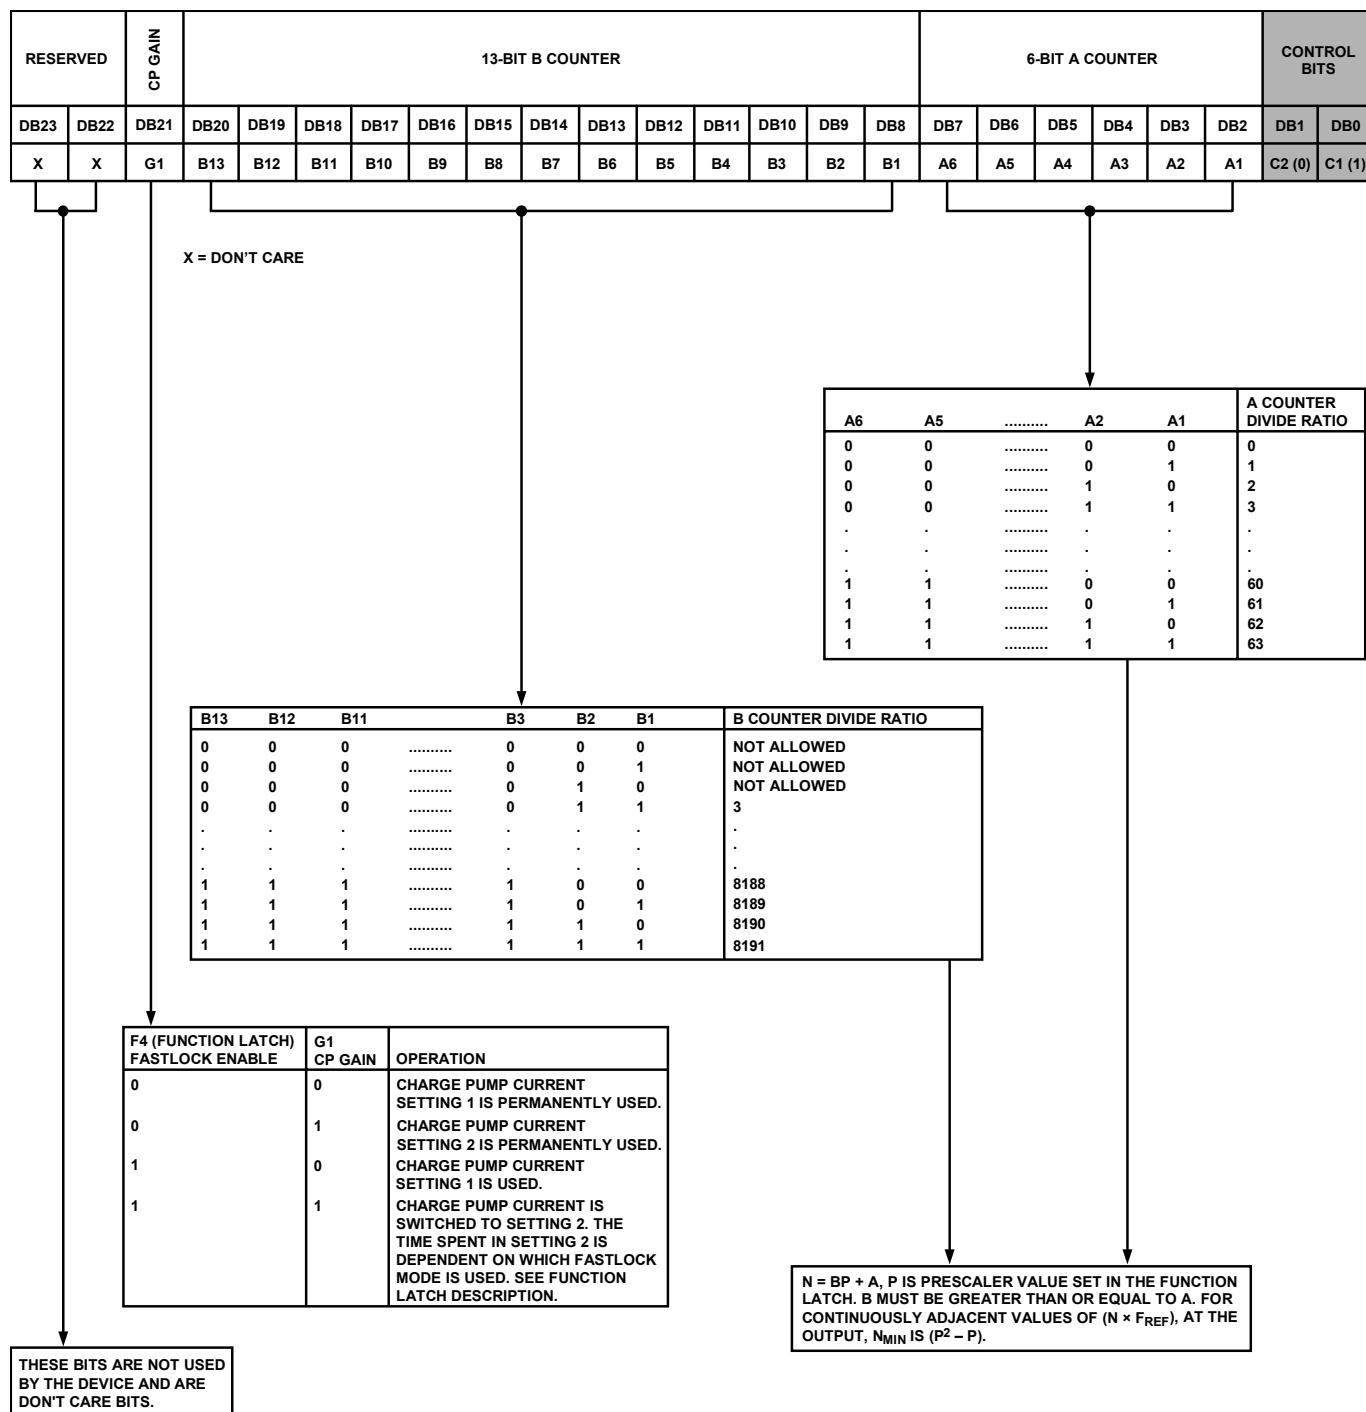 RESERVED CP GAIN 13-BIT B COUNTER 6-BIT A COUNTER CONTROL
BITS
DB23 DB22 DB21 DB20 DB19 DB18 DB17 DB16 DB15 DB14 DB13 DB12 DB11 DB10 DB9 DB8 DB7 DB6 DB5 DB4 DB3 DB2 DB1 DB0
X X G1 B13 B12 B11 B10 B9 B8 B7 B6 B5 B4 B3 B2 B1 A6 A5 A4 A3 A2 A1 C2 (0) C1 (1)
X = DON'T CARE
A COUNTER
A6 A5 .......... A2 A1 DIVIDE RATIO
0 0 .......... 0 0 0
0 0 .......... 0 1 1
0 0 .......... 1 0 2
0 0 .......... 1 1 3
. . .......... . . .
. . .......... . . .
. . .......... . . .
1 1 .......... 0 0 60
1 1 .......... 0 1 61
1 1 .......... 1 0 62
1 1 .......... 1 1 63
B13 B12 B11 B3 B2 B1 B COUNTER DIVIDE RATIO
0 0 0 .......... 0 0 0 NOT ALLOWED
0 0 0 .......... 0 0 1 NOT ALLOWED
0 0 0 .......... 0 1 0 NOT ALLOWED
0 0 0 .......... 0 1 1 3
. . . .......... . . . .
. . . .......... . . . .
. . . .......... . . . .
1 1 1 .......... 1 0 0 8188
1 1 1 .......... 1 0 1 8189
1 1 1 .......... 1 1 0 8190
1 1 1 .......... 1 1 1 8191
F4 (FUNCTION LATCH) G1
FASTLOCK ENABLE CP GAIN OPERATION
0 0 CHARGE PUMP CURRENT
SETTING 1 IS PERMANENTLY USED.
0 1 CHARGE PUMP CURRENT
SETTING 2 IS PERMANENTLY USED.
1 0 CHARGE PUMP CURRENT
SETTING 1 IS USED.
1 1 CHARGE PUMP CURRENT IS
SWITCHED TO SETTING 2. THE
TIME SPENT IN SETTING 2 IS
DEPENDENT ON WHICH FASTLOCK
MODE IS USED. SEE FUNCTION
LATCH DESCRIPTION.
N = BP + A, P IS PRESCALER VALUE SET IN THE FUNCTION
LATCH. B MUST BE GREATER THAN OR EQUAL TO A. FOR
CONTINUOUSLY ADJACENT VALUES OF (N × FREF), AT THE
OUTPUT, NMIN IS (P² – P).
THESE BITS ARE NOT USED
BY THE DEVICE AND ARE
DON'T CARE BITS.